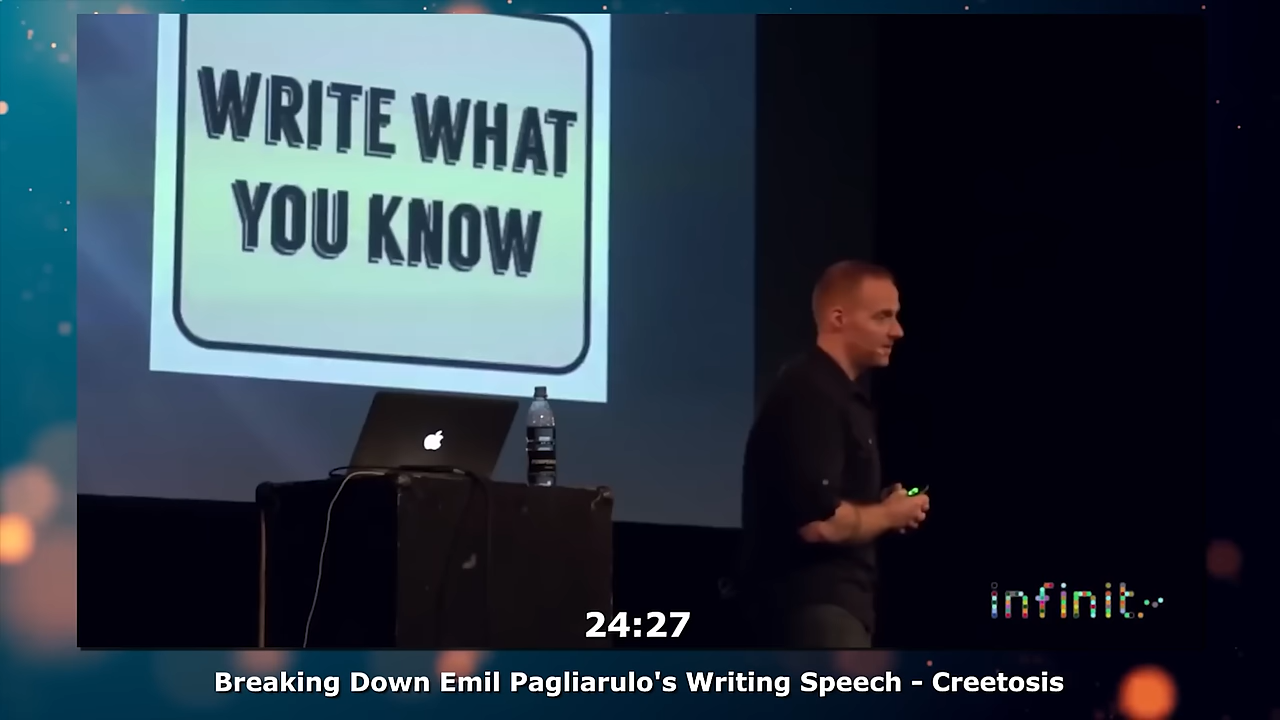 WRITE WHAT
YOU KNOW
infinit
24:27
Breaking Down Emil Pagliarulo's Writing Speech - Creetosis